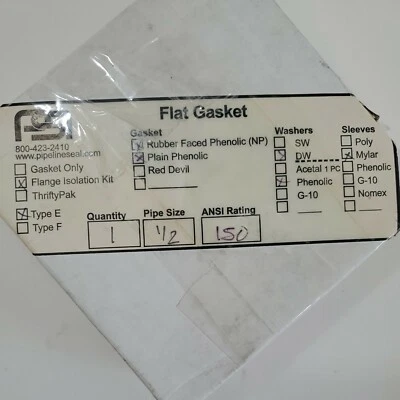 Flat Gasket
PSI
800-423-2410
www.pipelineseal.com
Gasket Only
Flange Isolation Kit
ThriftyPak
Type E
Type F
Gasket
Rubber Faced Phenolic (NP)
Plain Phenolic
Red Devil
Quantity
1
Pipe Size
1/2
ANSI Rating
150
Washers
SW
DW
Acetal 1 PC
Phenolic
G-10
Sleeves
Poly
Mylar
Phenolic
G-10
Nomex